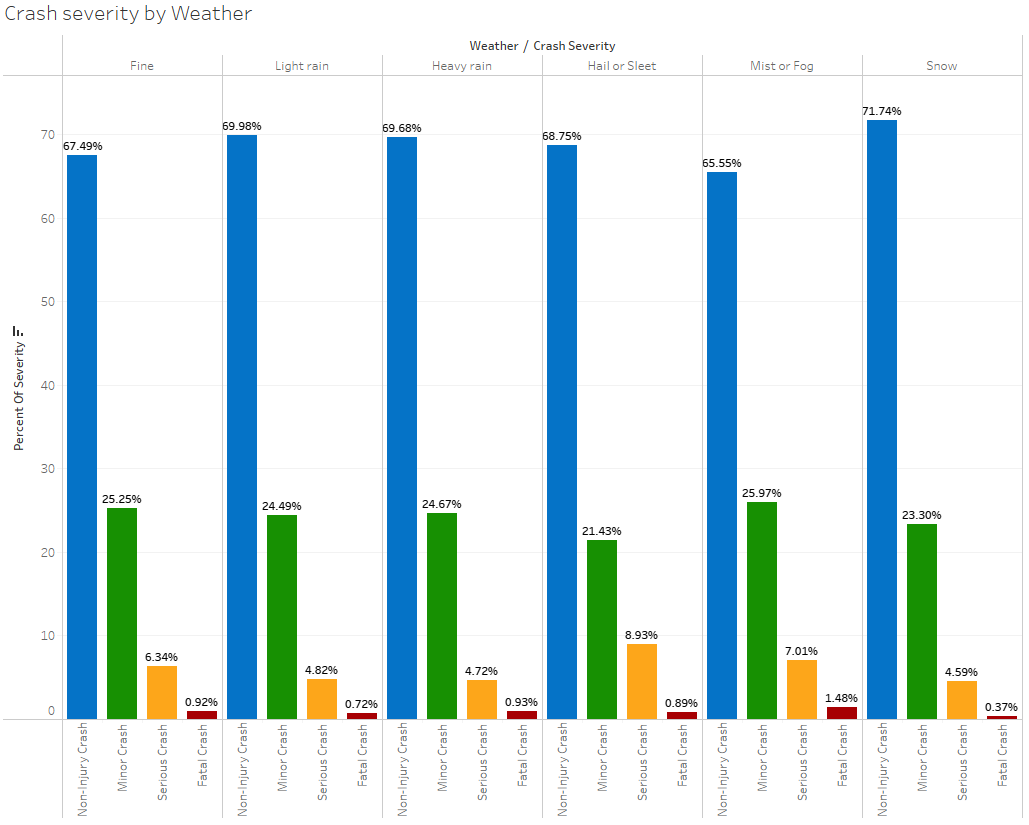 Crash severity by Weather
Weather / Crash Severity
Fine Light rain Heavy rain Hail or Sleet Mist or Fog Snow
Percent Of Severity
70
60
50
40
30
20
10
0
67.49% 25.25% 6.34% 0.92%
69.98% 24.49% 4.82% 0.72%
69.68% 24.67% 4.72% 0.93%
68.75% 21.43% 8.93% 0.89%
65.55% 25.97% 7.01% 1.48%
71.74% 23.30% 4.59% 0.37%
Non-Injury Crash Minor Crash Serious Crash Fatal Crash
Non-Injury Crash Minor Crash Serious Crash Fatal Crash
Non-Injury Crash Minor Crash Serious Crash Fatal Crash
Non-Injury Crash Minor Crash Serious Crash Fatal Crash
Non-Injury Crash Minor Crash Serious Crash Fatal Crash
Non-Injury Crash Minor Crash Serious Crash Fatal Crash